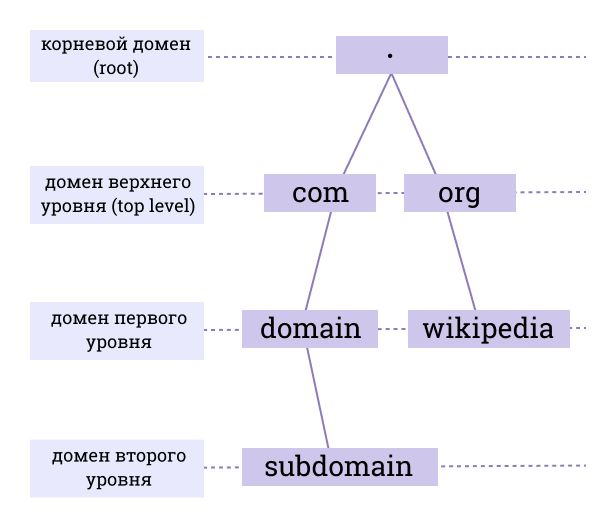 корневой домен
(root)
.
домен верхнего
уровня (top level)
com
org
домен первого
уровня
domain
wikipedia
домен второго
уровня
subdomain